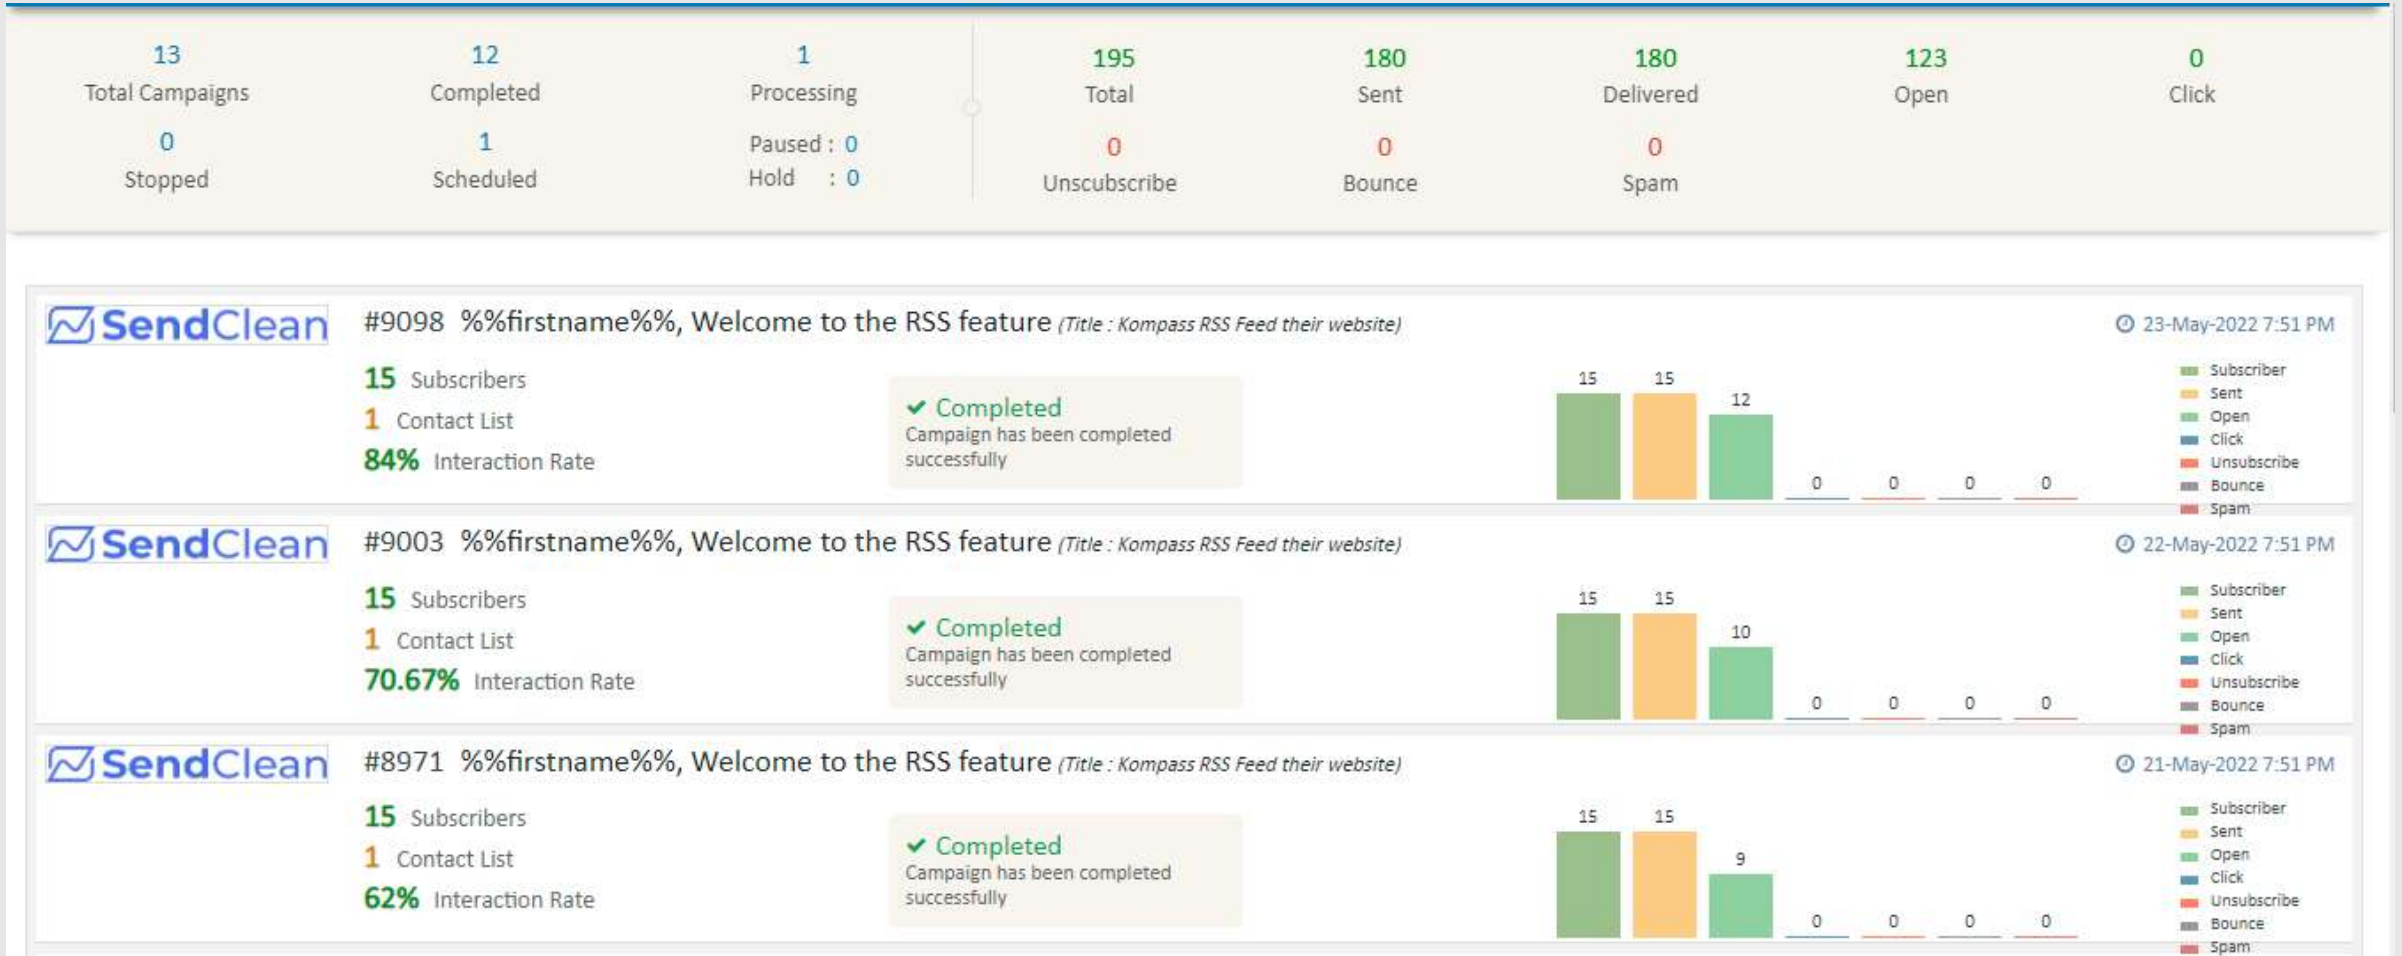 13 12 1 195 180 180 123 0
Total Campaigns Completed Processing Total Sent Delivered Open Click
0 1 Paused : 0 0 0 0
Stopped Scheduled Hold : 0 Unscubscribe Bounce Spam
SendClean #9098 %%firstname%%, Welcome to the RSS feature (Title : Kompass RSS Feed their website) 23-May-2022 7:51 PM
15 Subscribers
1 Contact List
84% Interaction Rate
Completed
Campaign has been completed
successfully
15 15 12 0 0 0 0
Subscriber
Sent
Open
Click
Unsubscribe
Bounce
Spam
SendClean #9003 %%firstname%%, Welcome to the RSS feature (Title : Kompass RSS Feed their website) 22-May-2022 7:51 PM
15 Subscribers
1 Contact List
70.67% Interaction Rate
Completed
Campaign has been completed
successfully
15 15 10 0 0 0 0
Subscriber
Sent
Open
Click
Unsubscribe
Bounce
Spam
SendClean #8971 %%firstname%%, Welcome to the RSS feature (Title : Kompass RSS Feed their website) 21-May-2022 7:51 PM
15 Subscribers
1 Contact List
62% Interaction Rate
Completed
Campaign has been completed
successfully
15 15 9 0 0 0 0
Subscriber
Sent
Open
Click
Unsubscribe
Bounce
Spam